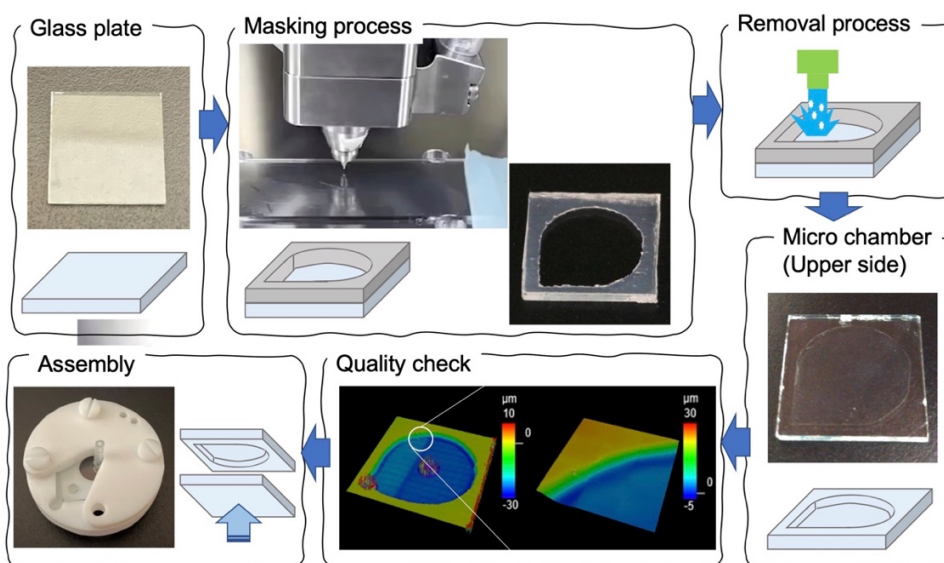 Glass plate
Masking process
Removal process
Micro chamber
(Upper side)
Quality check
µm
10
0
-30
µm
30
0
-5
Assembly